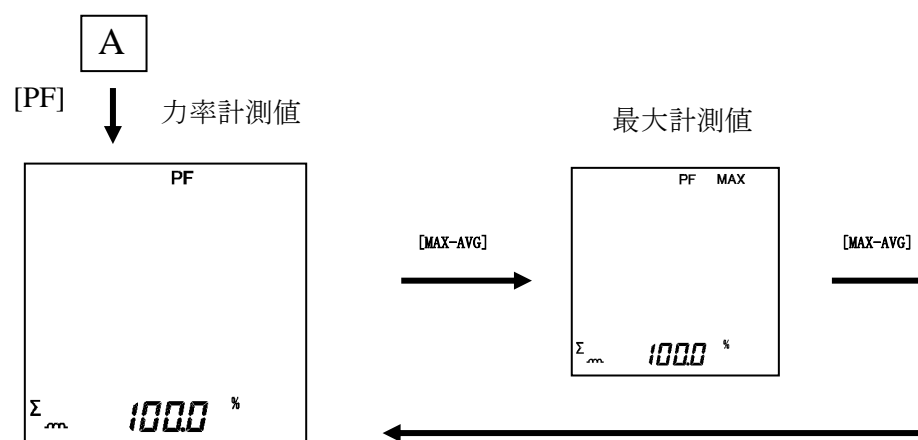 A
[PF]
力率計測値
最大計測値
PF
PF MAX
[MAX-AVG]
[MAX-AVG]
Σ 100.0 %
Σ 100.0 %